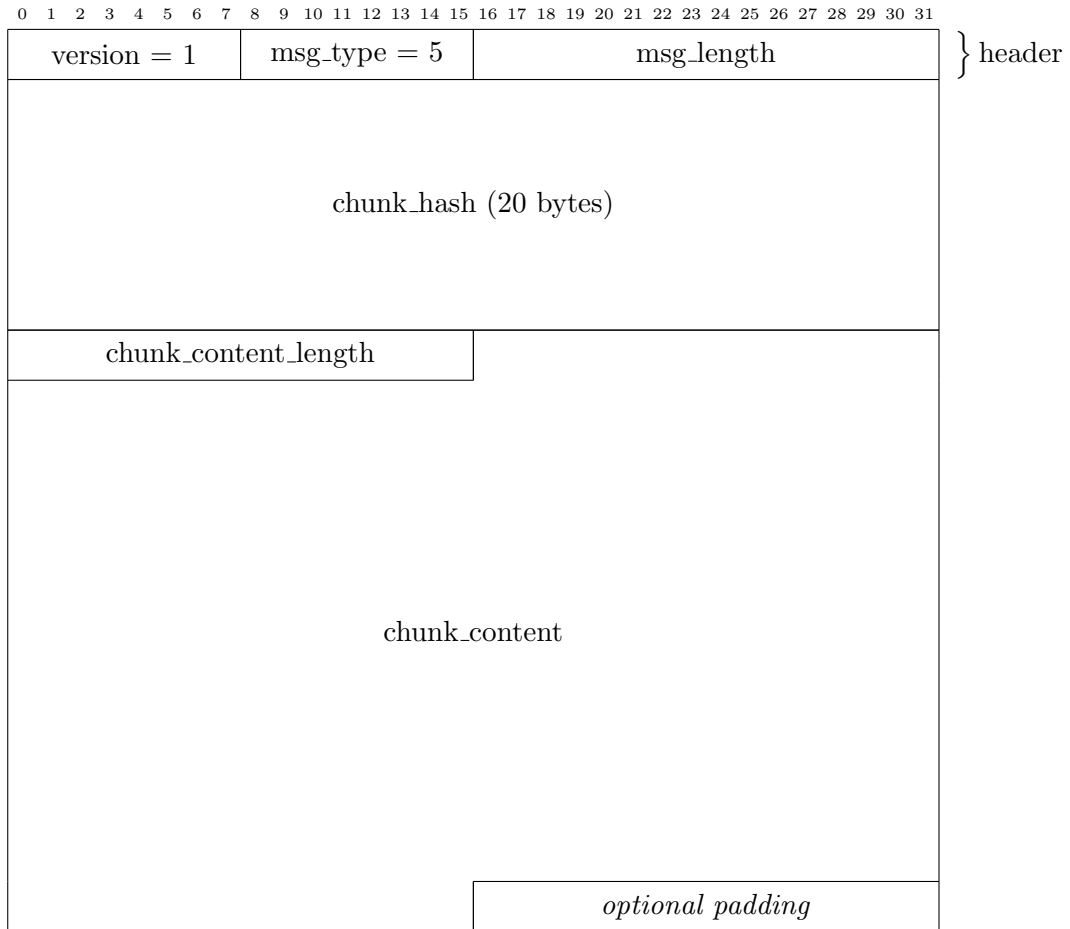 0 1 2 3 4 5 6 7 8 9 10 11 12 13 14 15 16 17 18 19 20 21 22 23 24 25 26 27 28 29 30 31
version = 1 msg_type = 5 msg_length } header
chunk_hash (20 bytes)
chunk_content_length
chunk_content
optional padding